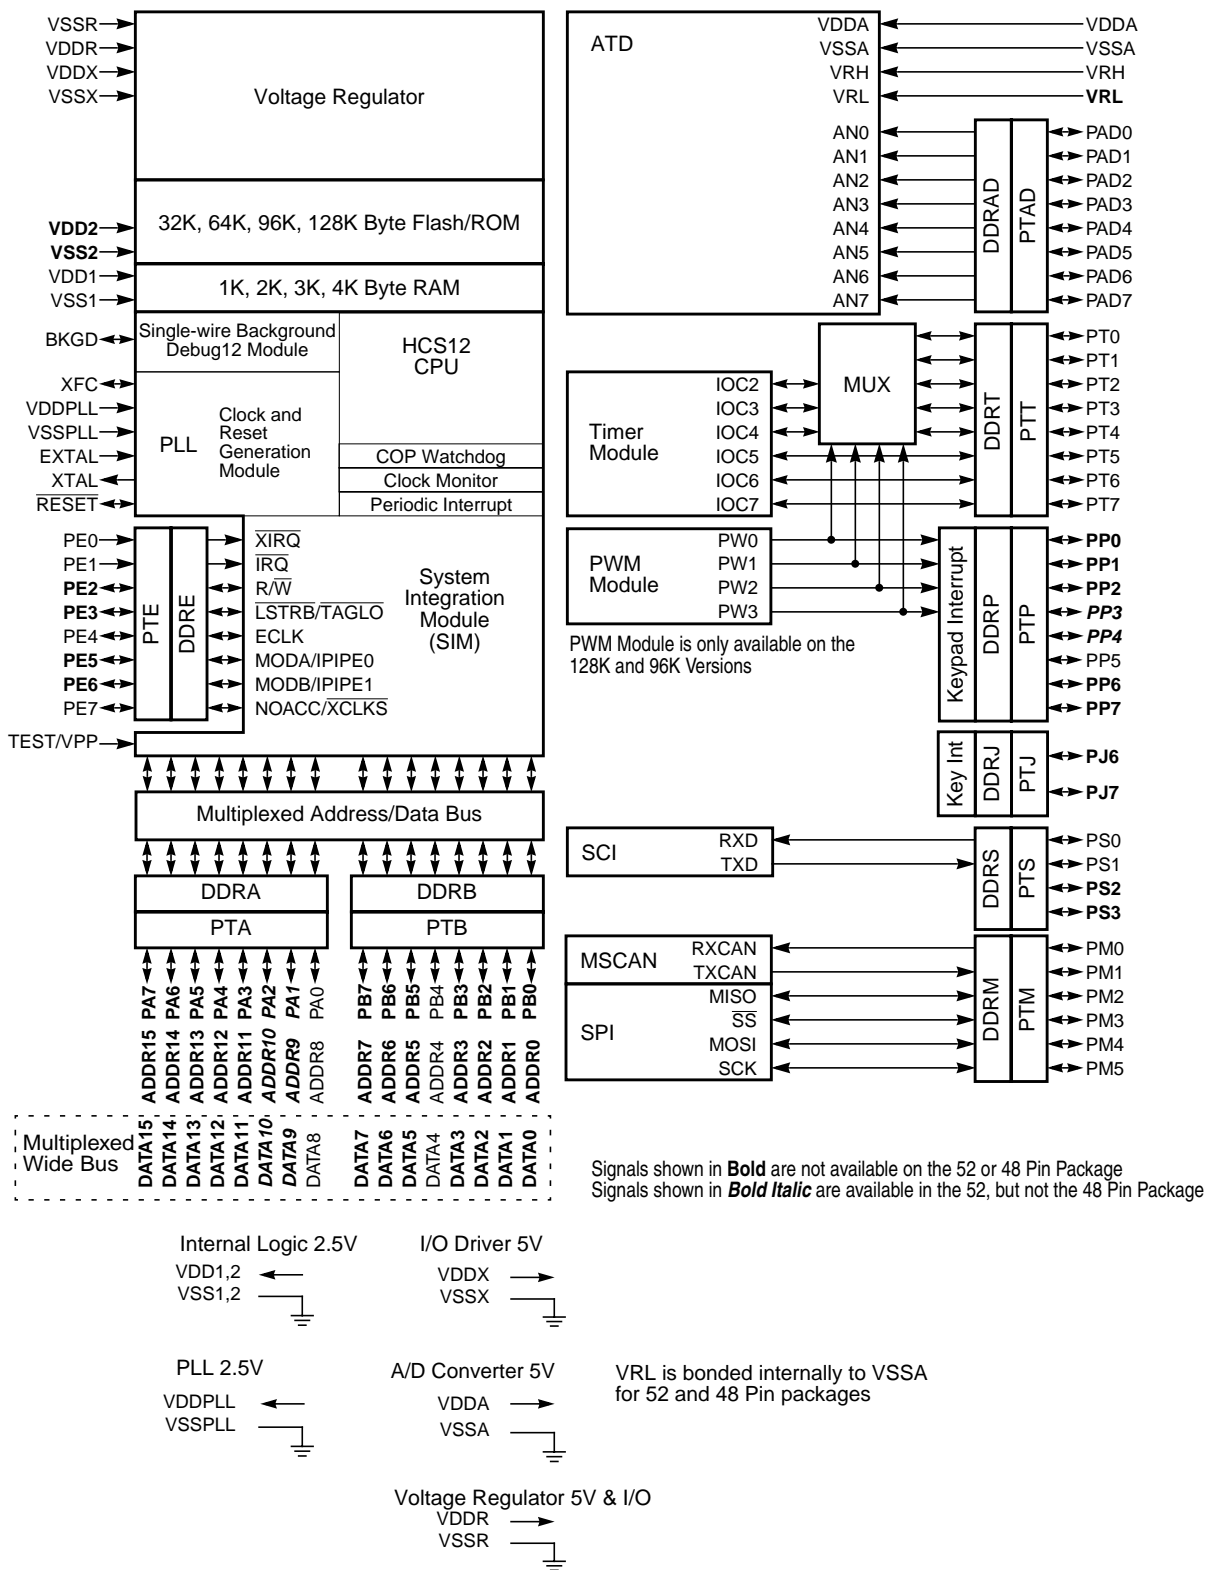 VSSR
VDDR
VDDX
VSSX
Voltage Regulator
VDD2
VSS2
32K, 64K, 96K, 128K Byte Flash/ROM
VDD1
VSS1
1K, 2K, 3K, 4K Byte RAM
BKGD
Single-wire Background
Debug12 Module
HCS12
CPU
XFC
VDDPLL
VSSPLL
EXTAL
XTAL
RESET
PLL
Clock and
Reset
Generation
Module
COP Watchdog
Clock Monitor
Periodic Interrupt
PE0
PE1
PE2
PE3
PE4
PE5
PE6
PE7
PTE
DDRE
XIRQ
IRQ
R/W
LSTRB/TAGLO
ECLK
MODA/IPIPE0
MODB/IPIPE1
NOACC/XCLKS
System
Integration
Module
(SIM)
TEST/VPP
Multiplexed Address/Data Bus
DDRA
DDRB
PTA
PTB
PA7
PA6
PA5
PA4
PA3
PA2
PA1
PA0
PB7
PB6
PB5
PB4
PB3
PB2
PB1
PB0
ADDR15
ADDR14
ADDR13
ADDR12
ADDR11
ADDR10
ADDR9
ADDR8
ADDR7
ADDR6
ADDR5
ADDR4
ADDR3
ADDR2
ADDR1
ADDR0
Multiplexed
Wide Bus
DATA15
DATA14
DATA13
DATA12
DATA11
DATA10
DATA9
DATA8
DATA7
DATA6
DATA5
DATA4
DATA3
DATA2
DATA1
DATA0
ATD
VDDA
VSSA
VRH
VRL
VDDA
VSSA
VRH
VRL
AN0
AN1
AN2
AN3
AN4
AN5
AN6
AN7
DDRAD
PTAD
PAD0
PAD1
PAD2
PAD3
PAD4
PAD5
PAD6
PAD7
Timer
Module
IOC2
IOC3
IOC4
IOC5
IOC6
IOC7
MUX
DDRT
PTT
PT0
PT1
PT2
PT3
PT4
PT5
PT6
PT7
PWM
Module
PW0
PW1
PW2
PW3
PWM Module is only available on the
128K and 96K Versions
Keypad Interrupt
DDRP
PTP
PP0
PP1
PP2
PP3
PP4
PP5
PP6
PP7
Key Int
DDRJ
PTJ
PJ6
PJ7
SCI
RXD
TXD
DDRS
PTS
PS0
PS1
PS2
PS3
MSCAN
RXCAN
TXCAN
SPI
MISO
SS
MOSI
SCK
DDRM
PTM
PM0
PM1
PM2
PM3
PM4
PM5
Signals shown in Bold are not available on the 52 or 48 Pin Package
Signals shown in Bold Italic are available in the 52, but not the 48 Pin Package
Internal Logic 2.5V
VDD1,2
VSS1,2
I/O Driver 5V
VDDX
VSSX
PLL 2.5V
VDDPLL
VSSPLL
A/D Converter 5V
VDDA
VSSA
VRL is bonded internally to VSSA
for 52 and 48 Pin packages
Voltage Regulator 5V & I/O
VDDR
VSSR